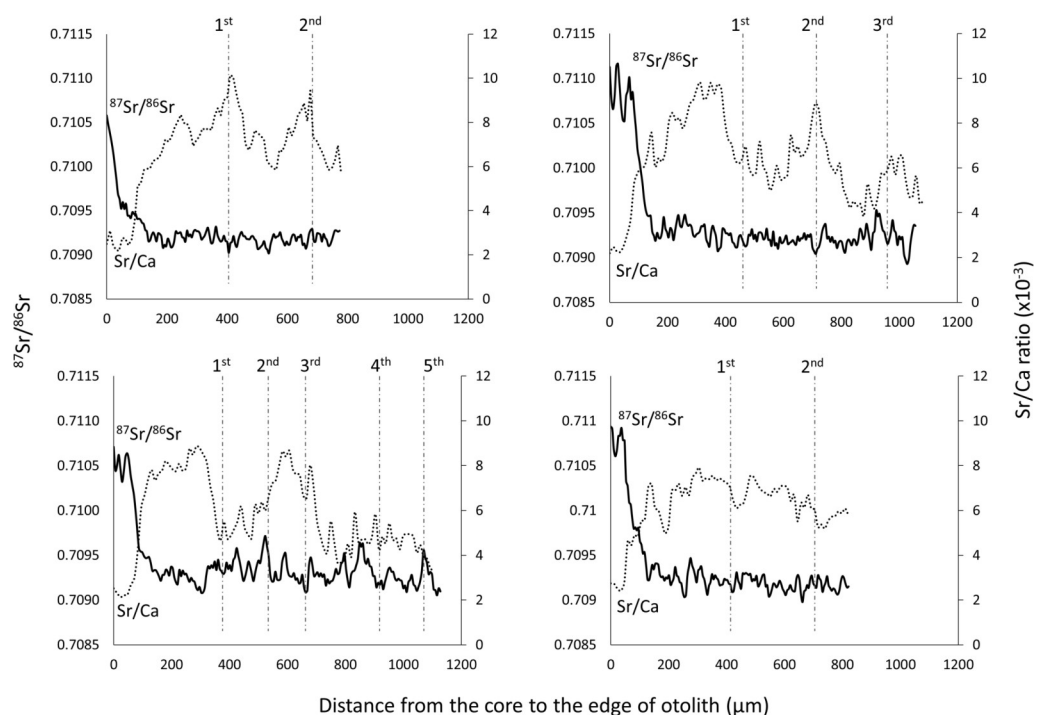 1st 2nd
0.7115
0.7110
0.7105
0.7100
0.7095
0.7090
0.7085
87Sr/86Sr
Sr/Ca
12
10
8
6
4
2
0
0 200 400 600 800 1000 1200
1st 2nd 3rd
0.7115
0.7110
0.7105
0.7100
0.7095
0.7090
0.7085
87Sr/86Sr
Sr/Ca
12
10
8
6
4
2
0
0 200 400 600 800 1000 1200
87Sr/86Sr
Sr/Ca ratio (x10-3)
1st 2nd 3rd 4th 5th
0.7115
0.7110
0.7105
0.7100
0.7095
0.7090
0.7085
87Sr/86Sr
Sr/Ca
12
10
8
6
4
2
0
0 200 400 600 800 1000 1200
1st 2nd
0.7115
0.711
0.7105
0.71
0.7095
0.709
0.7085
87Sr/86Sr
Sr/Ca
12
10
8
6
4
2
0
0 200 400 600 800 1000 1200
Distance from the core to the edge of otolith (μm)